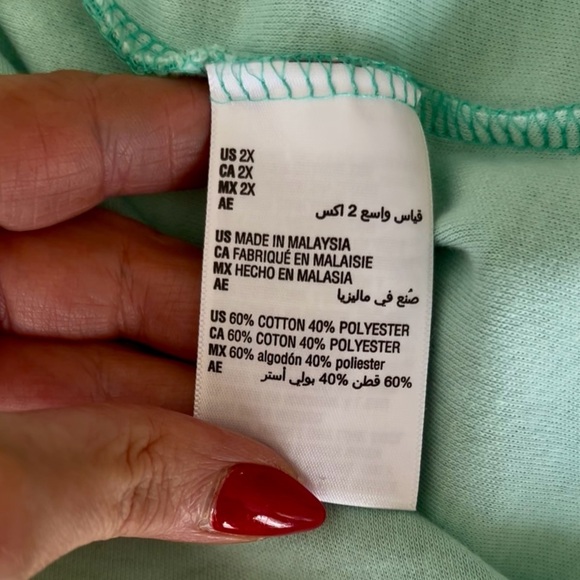 US 2X
CA 2X
MX 2X
AE قياس واسع 2 اكس
US MADE IN MALAYSIA
CA FABRIQUÉ EN MALAISIE
MX HECHO EN MALASIA
AE صُنع في ماليزيا
US 60% COTTON 40% POLYESTER
CA 60% COTON 40% POLYESTER
MX 60% algodón 40% poliester
AE 60% قطن 40% بولي أستر